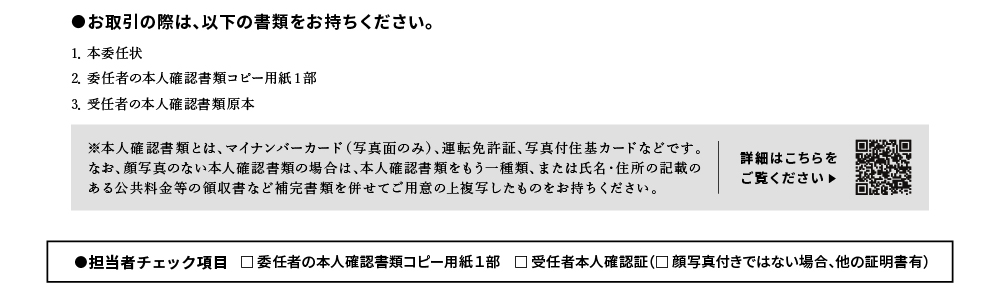 ●お取引の際は、以下の書類をお持ちください。
1. 本委任状
2. 委任者の本人確認書類コピー用紙1部
3. 受任者の本人確認書類原本
※本人確認書類とは、マイナンバーカード（写真面のみ）、運転免許証、写真付住基カードなどです。
なお、顔写真のない本人確認書類の場合は、本人確認書類をもう一種類、または氏名・住所の記載の
ある公共料金等の領収書など補完書類を併せてご用意の上複写したものをお持ちください。
詳細はこちらを
ご覧ください▶
●担当者チェック項目 □ 委任者の本人確認書類コピー用紙1部 □ 受任者本人確認証(□ 顔写真付きではない場合、他の証明書有)